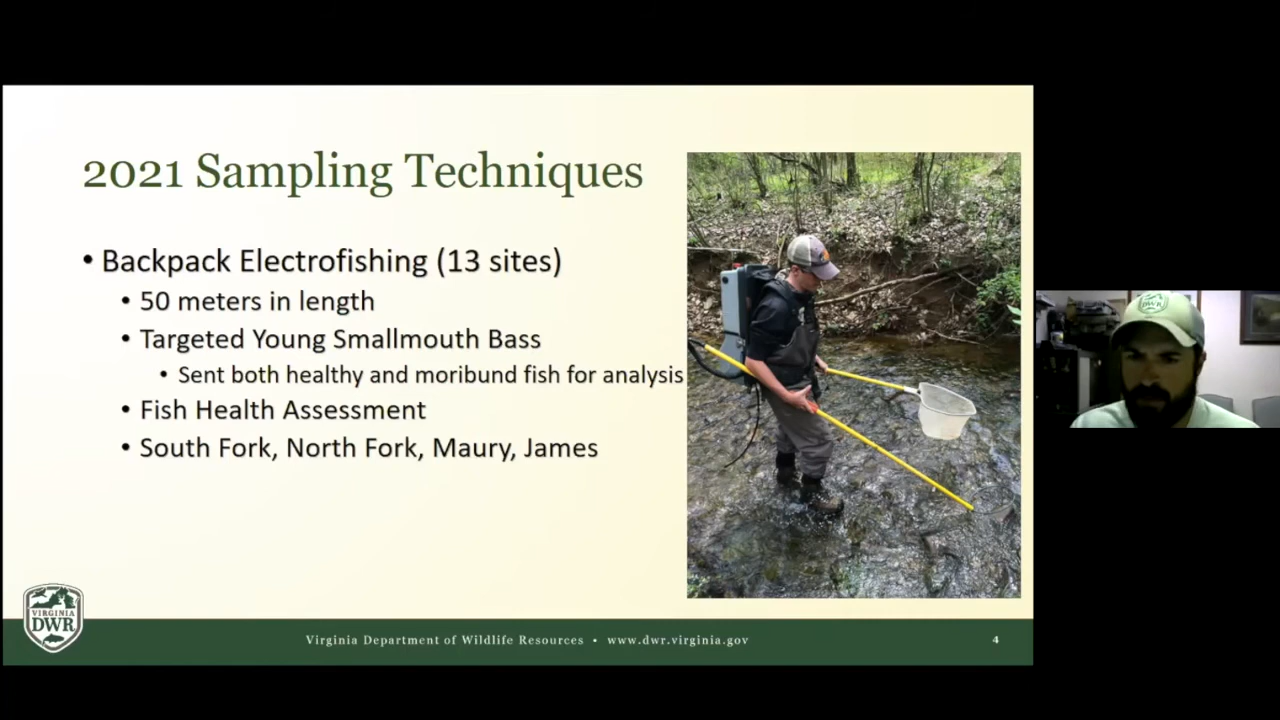 2021 Sampling Techniques
• Backpack Electrofishing (13 sites)
• 50 meters in length
• Targeted Young Smallmouth Bass
• Sent both healthy and moribund fish for analysis
• Fish Health Assessment
• South Fork, North Fork, Maury, James
VIRGINIA
DWR
Virginia Department of Wildlife Resources • www.dwr.virginia.gov
4
DWR